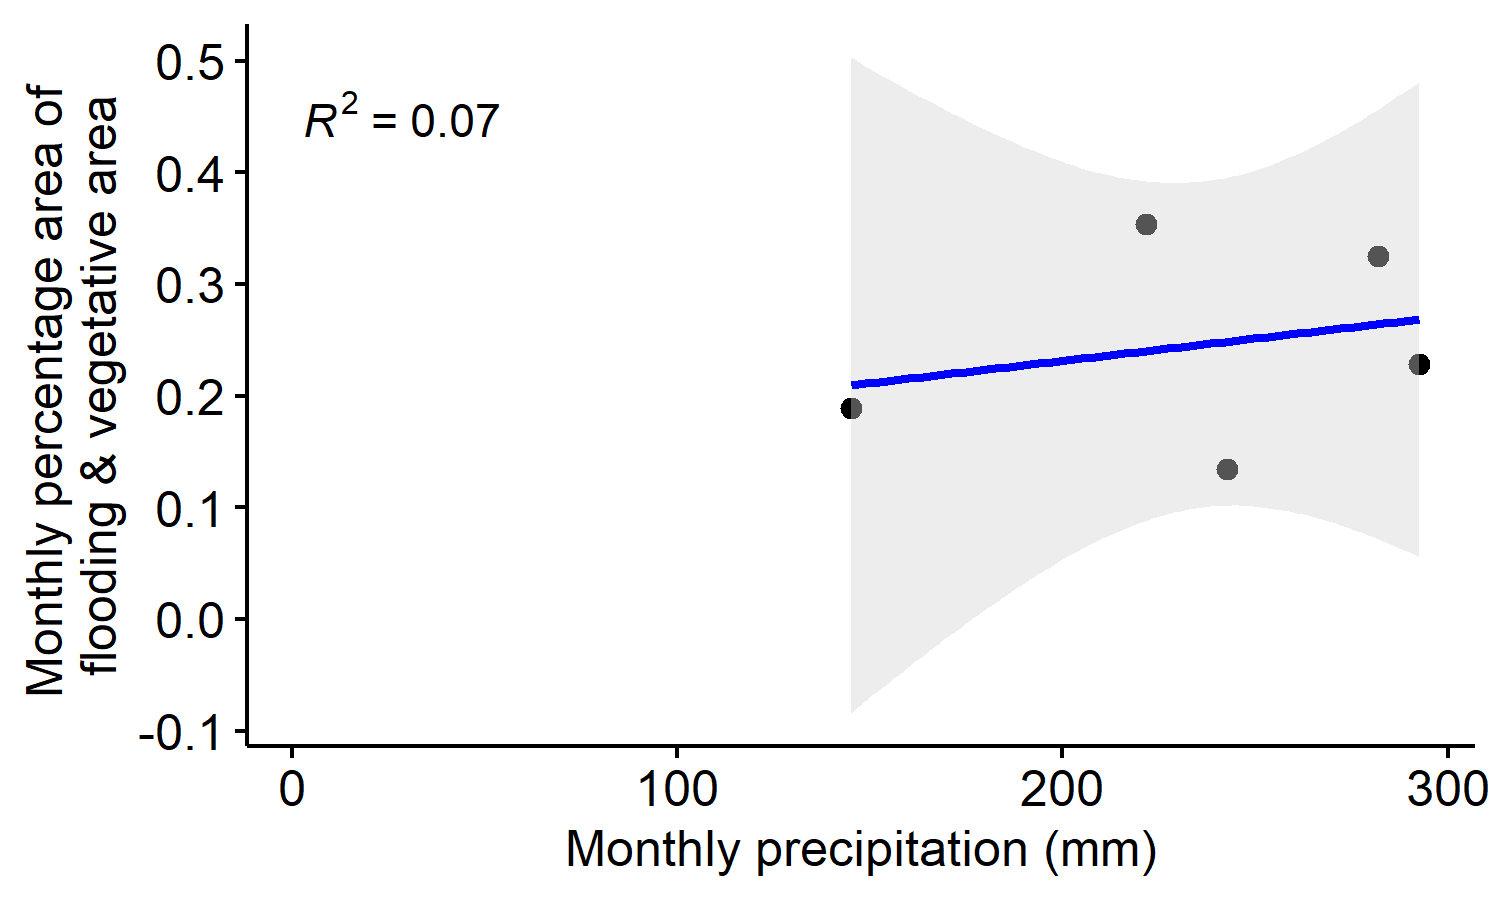 Monthly percentage area of
flooding & vegetative area
0.5
0.4
0.3
0.2
0.1
0.0
-0.1
R² = 0.07
0 100 200 300
Monthly precipitation (mm)